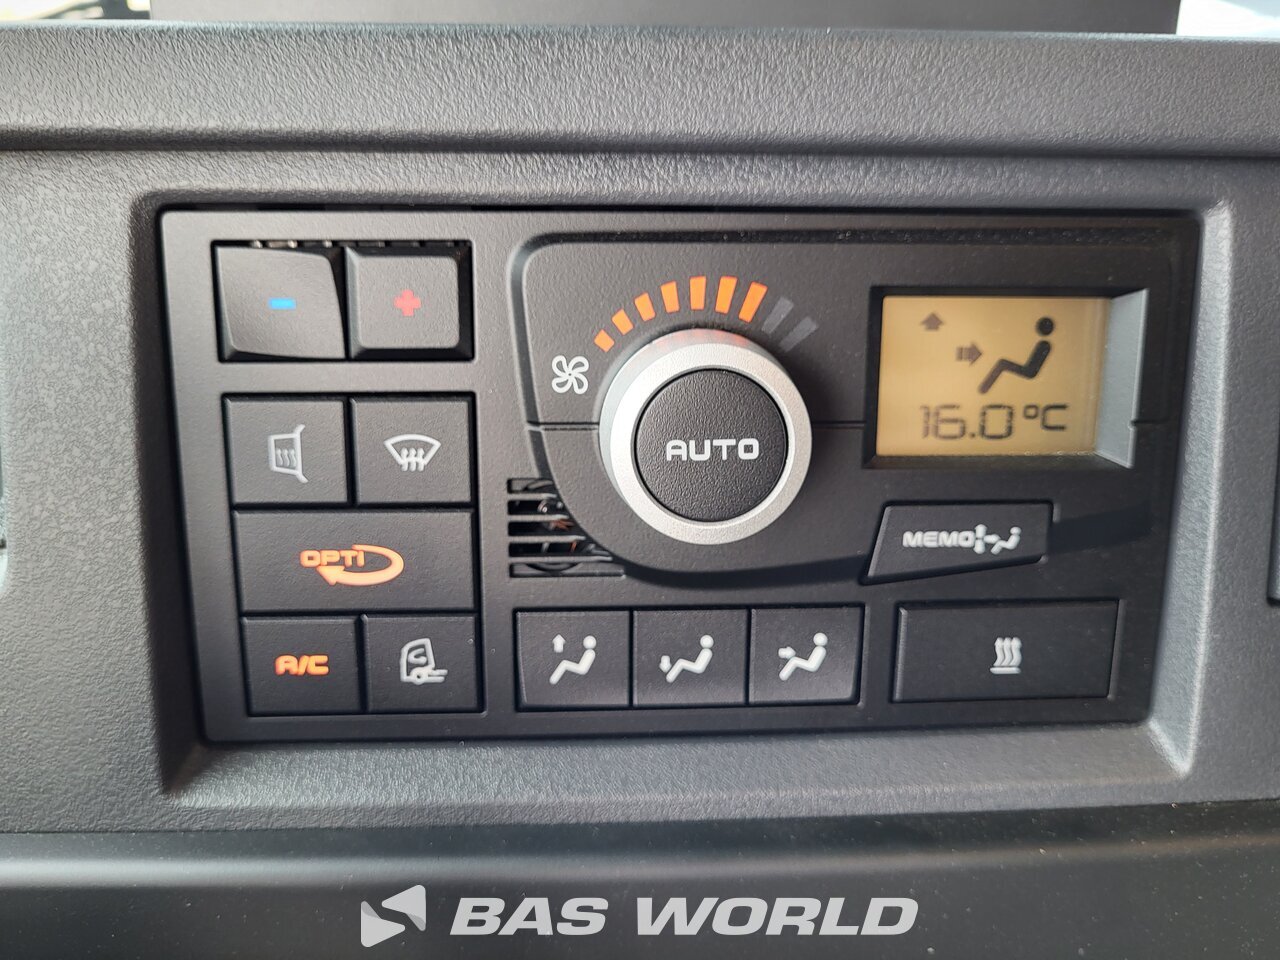 - +
AUTO
16.0°C
MEMO
OPTI
A/C
BAS WORLD